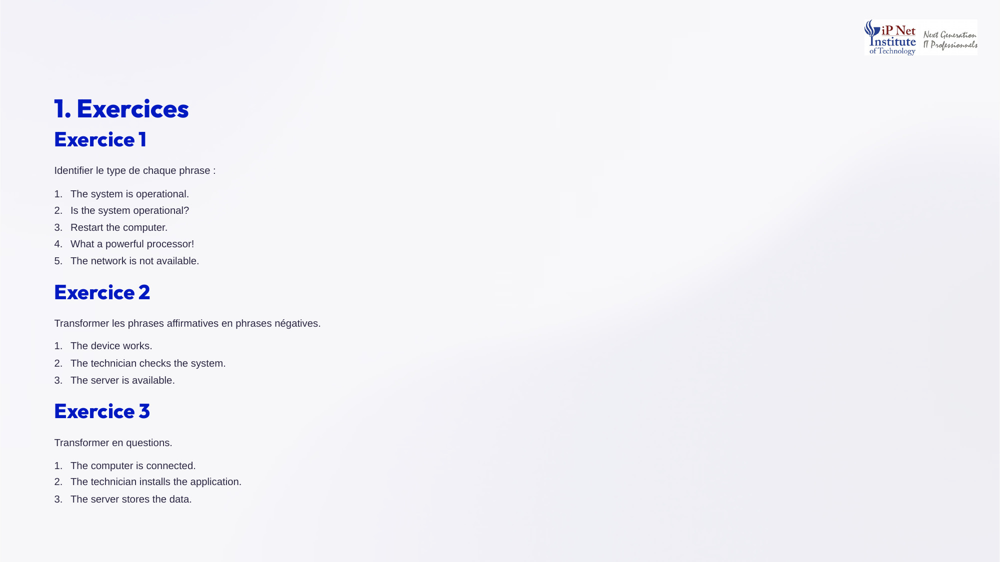 iP Net
Institute
of Technology
Next Generation
IT Professionnels
1. Exercices
Exercice 1
Identifier le type de chaque phrase :
1. The system is operational.
2. Is the system operational?
3. Restart the computer.
4. What a powerful processor!
5. The network is not available.
Exercice 2
Transformer les phrases affirmatives en phrases négatives.
1. The device works.
2. The technician checks the system.
3. The server is available.
Exercice 3
Transformer en questions.
1. The computer is connected.
2. The technician installs the application.
3. The server stores the data.